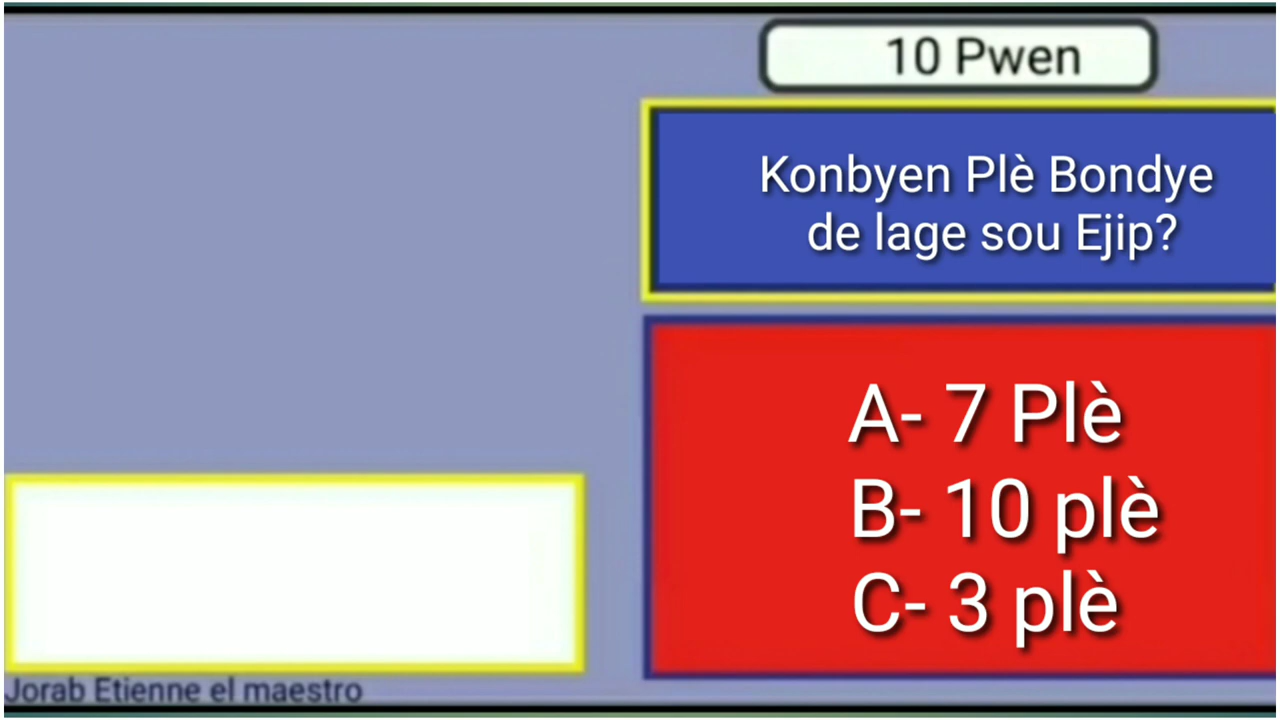 10 Pwen
Konbyen Plè Bondye
de lage sou Ejip?
A- 7 Plè
B- 10 plè
C- 3 plè
Jorab Etienne el maestro